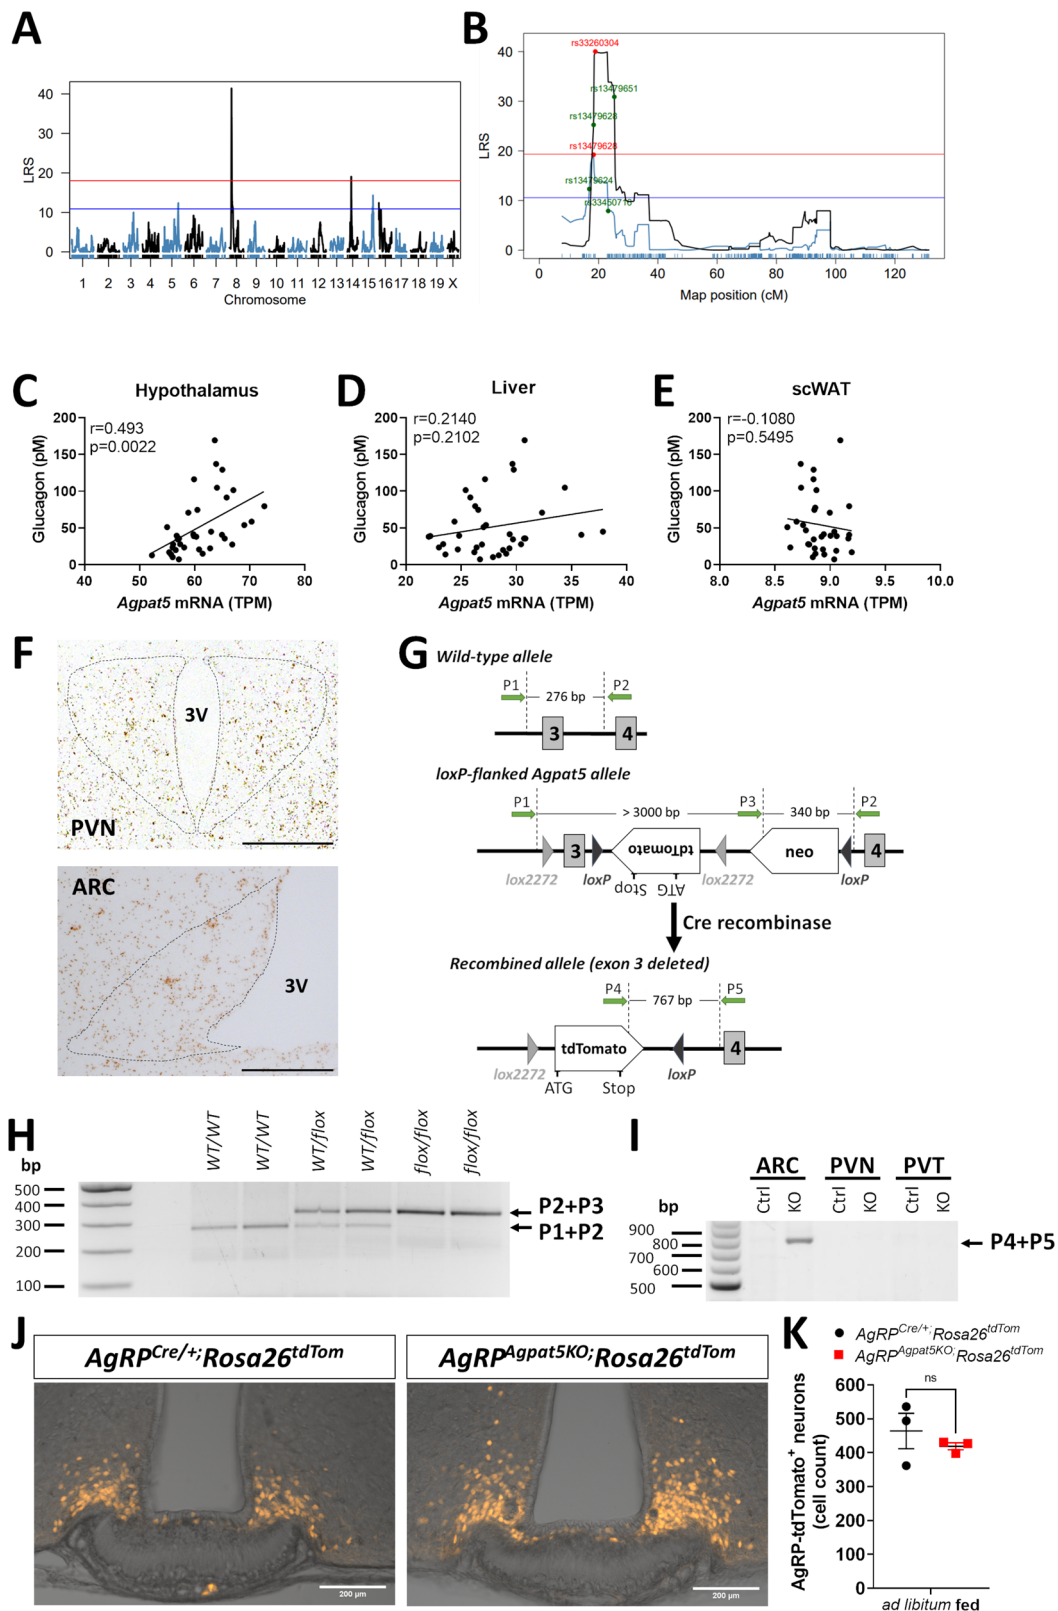 A
LRS
40
30
20
10
0
1 2 3 4 5 6 7 8 9 10 11 12 13 14 15 16 17 18 19 X
Chromosome
B
LRS
40
30
20
10
0
rs33260304
rs13479651
rs13479628
rs13479628
rs13479624
0 20 40 60 80 100 120
Map position (cM)
C
Hypothalamus
r=0.493
p=0.0022
Glucagon (pM)
200
150
100
50
0
40 50 60 70 80
Agpat5 mRNA (TPM)
D
Liver
r=0.2140
p=0.2102
Glucagon (pM)
200
150
100
50
0
20 25 30 35 40
Agpat5 mRNA (TPM)
E
scWAT
r=-0.1080
p=0.5495
Glucagon (pM)
200
150
100
50
0
8.0 8.5 9.0 9.5 10.0
Agpat5 mRNA (TPM)
F
3V
PVN
ARC
3V
G
Wild-type allele
P1 276 bp P2
3 4
loxP-flanked Agpat5 allele
P1 > 3000 bp P3 340 bp P2
3 tdTomato neo 4
lox2272 loxP Stop ATG lox2272 loxP
Cre recombinase
Recombined allele (exon 3 deleted)
P4 767 bp P5
tdTomato 4
lox2272 ATG Stop loxP
H
WT/WT WT/WT WT/flox WT/flox flox/flox flox/flox
bp
500
400
300
200
100
P2+P3
P1+P2
I
ARC PVN PVT
Ctrl KO Ctrl KO Ctrl KO
bp
900
800
700
600
500
P4+P5
J
AgRPCre/+;Rosa26tdTom
AgRPAgpat5KO;Rosa26tdTom
200 µm
200 µm
K
AgRPCre/+;Rosa26tdTom
AgRPAgpat5KO;Rosa26tdTom
AgRP-tdTomato+ neurons
(cell count)
600
500
400
300
200
100
0
ns
ad libitum fed